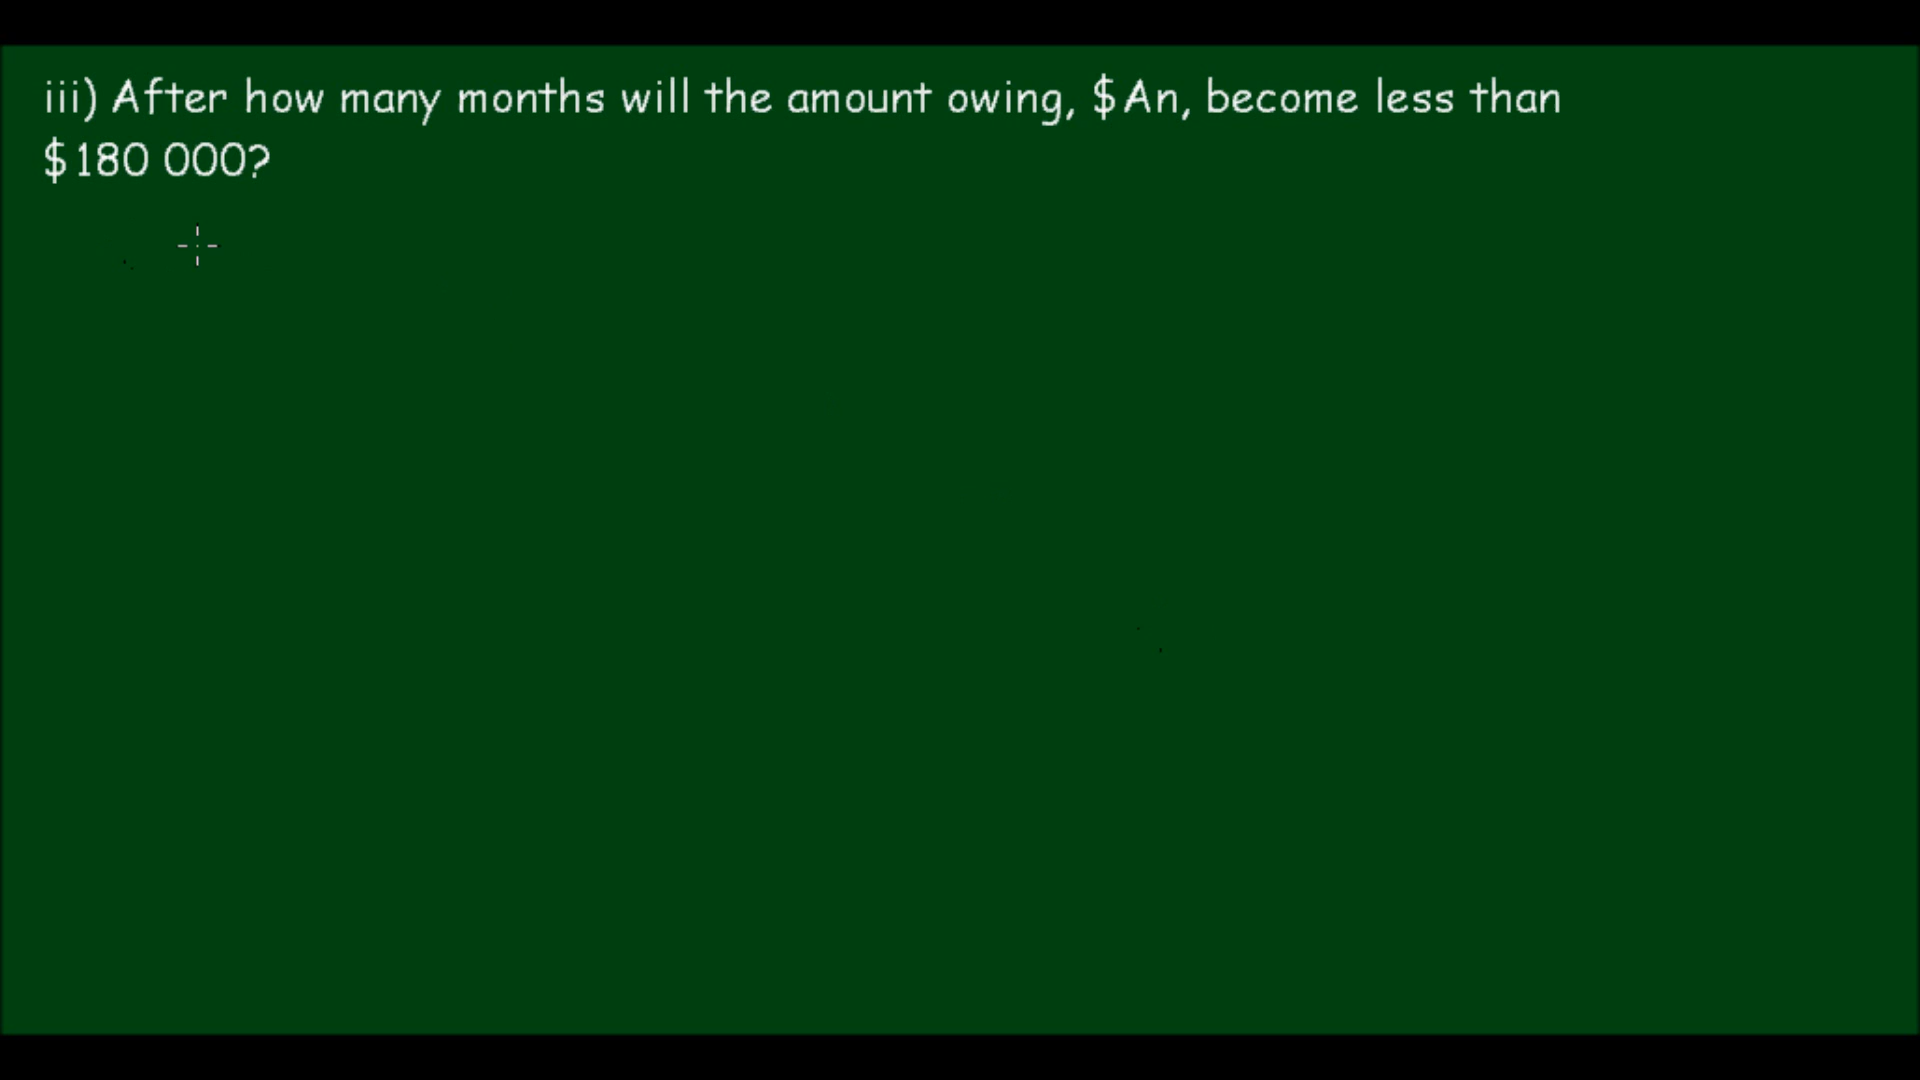 iii) After how many months will the amount owing, $An, become less than
$180 000?